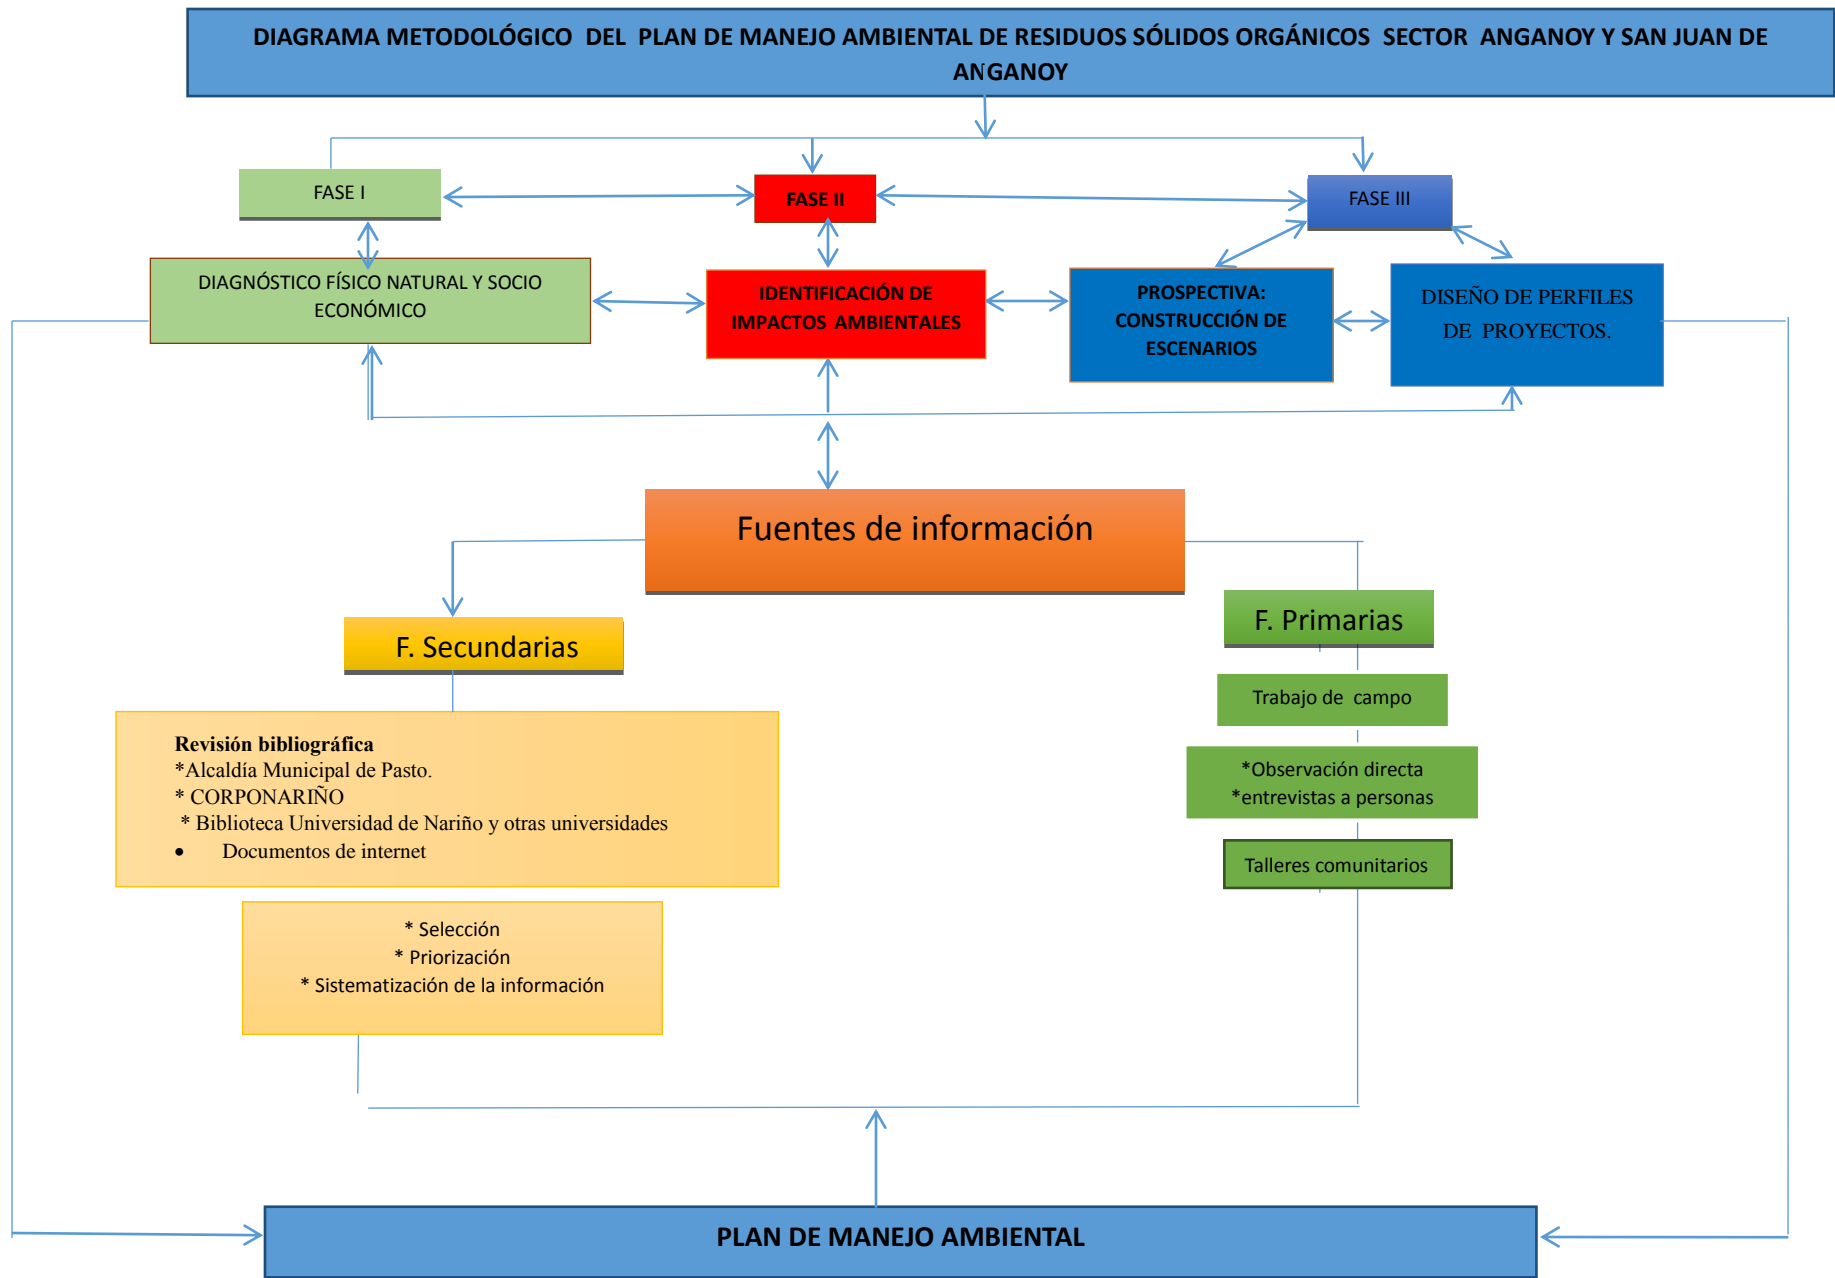 DIAGRAMA METODOLÓGICO DEL PLAN DE MANEJO AMBIENTAL DE RESIDUOS SÓLIDOS ORGÁNICOS SECTOR ANGANOY Y SAN JUAN DE
ANGANOY
FASE I
FASE II
FASE III
DIAGNÓSTICO FÍSICO NATURAL Y SOCIO
ECONÓMICO
IDENTIFICACIÓN DE
IMPACTOS AMBIENTALES
PROSPECTIVA:
CONSTRUCCIÓN DE
ESCENARIOS
DISEÑO DE PERFILES
DE PROYECTOS.
Fuentes de información
F. Secundarias
F. Primarias
Revisión bibliográfica
*Alcaldía Municipal de Pasto.
* CORPONARIÑO
* Biblioteca Universidad de Nariño y otras universidades
• Documentos de internet
Trabajo de campo
*Observación directa
*entrevistas a personas
Talleres comunitarios
* Selección
* Priorización
* Sistematización de la información
PLAN DE MANEJO AMBIENTAL